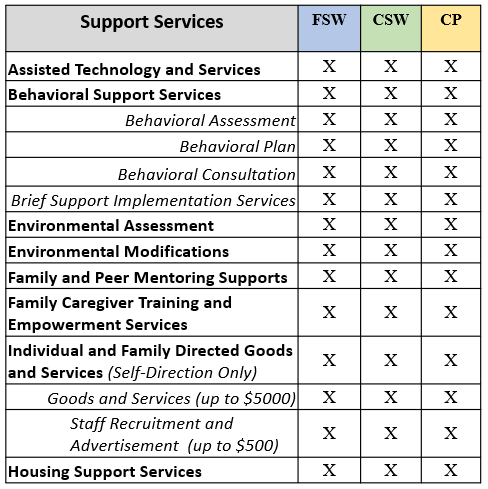 Support Services FSW CSW CP
Assisted Technology and Services X X X
Behavioral Support Services X X X
Behavioral Assessment X X X
Behavioral Plan X X X
Behavioral Consultation X X X
Brief Support Implementation Services X X X
Environmental Assessment X X X
Environmental Modifications X X X
Family and Peer Mentoring Supports X X X
Family Caregiver Training and
Empowerment Services X X X
Individual and Family Directed Goods
and Services (Self-Direction Only) X X X
Goods and Services (up to $5000) X X X
Staff Recruitment and
Advertisement (up to $500) X X X
Housing Support Services X X X